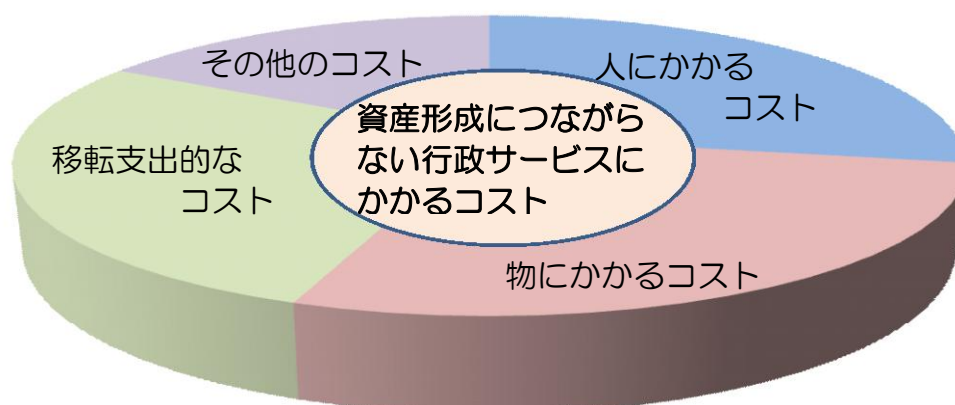 その他のコスト
人にかかる
コスト
資産形成につながら
ない行政サービスに
かかるコスト
移転支出的な
コスト
物にかかるコスト